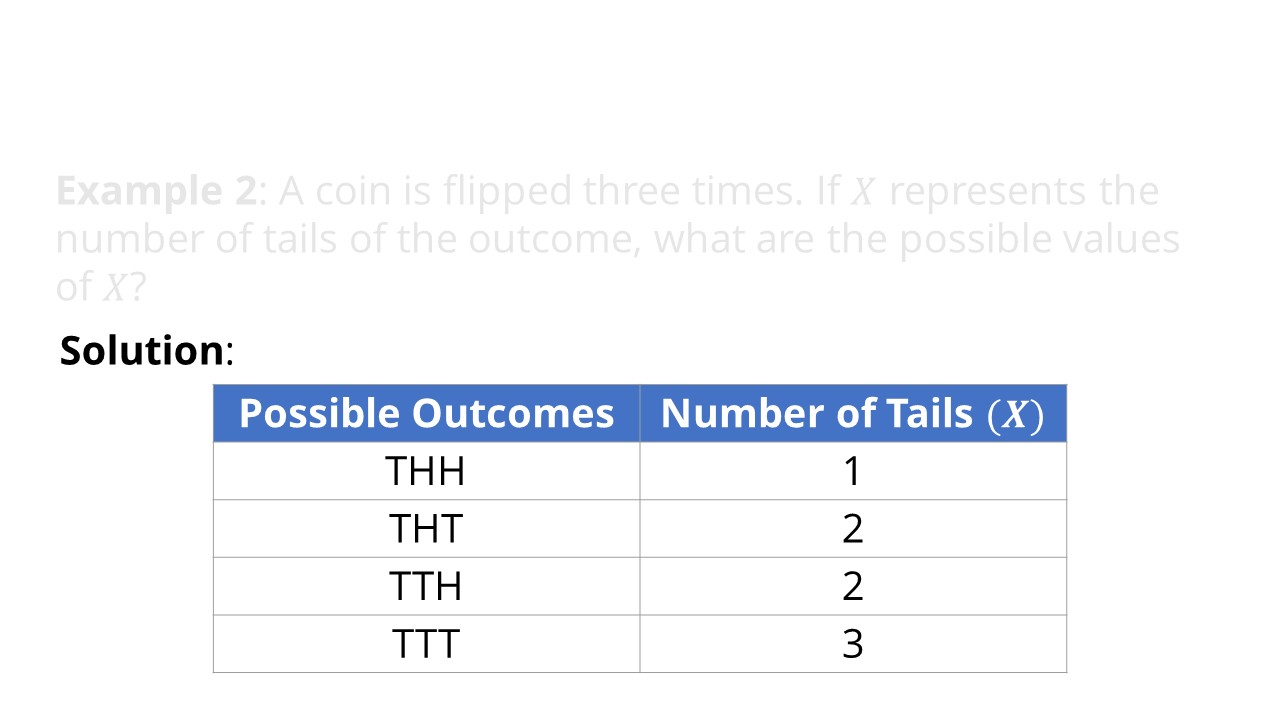 Example 2: A coin is flipped three times. If X represents the
number of tails of the outcome, what are the possible values
of X?
Solution:
Possible Outcomes Number of Tails (X)
THH 1
THT 2
TTH 2
TTT 3